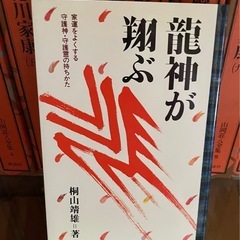 龍神が
翔ぶ
家運をよくする
守護神・守護霊の持ちかた
桐山靖雄=著